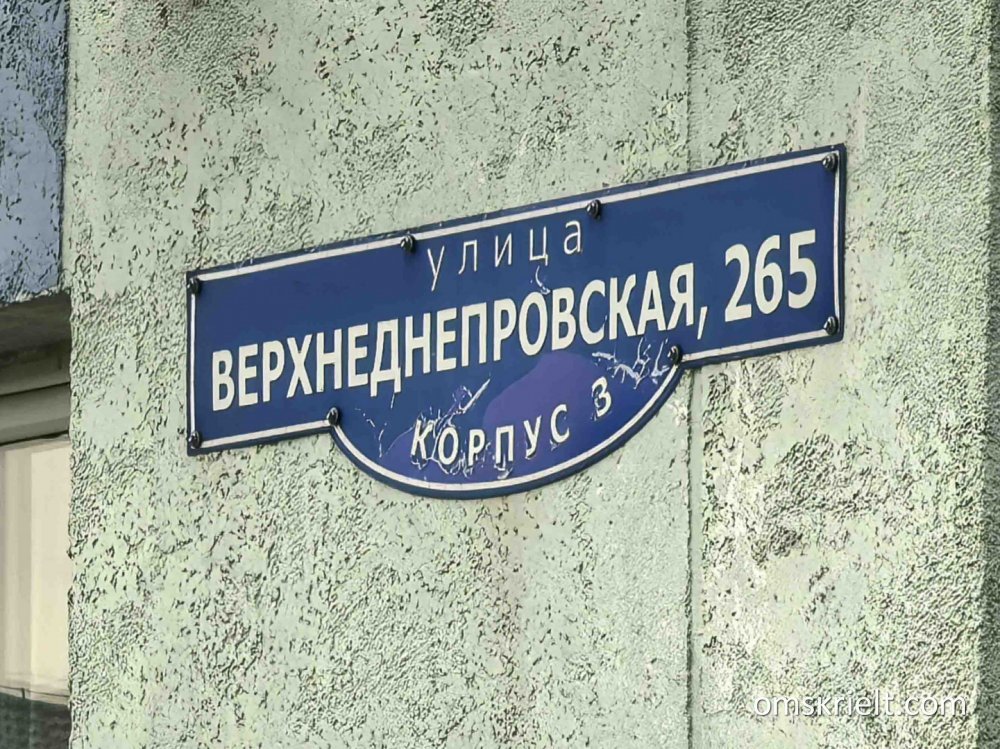 улица
ВЕРХНЕДНЕПРОВСКАЯ, 265
КОРПУС 3
omskrielt.com